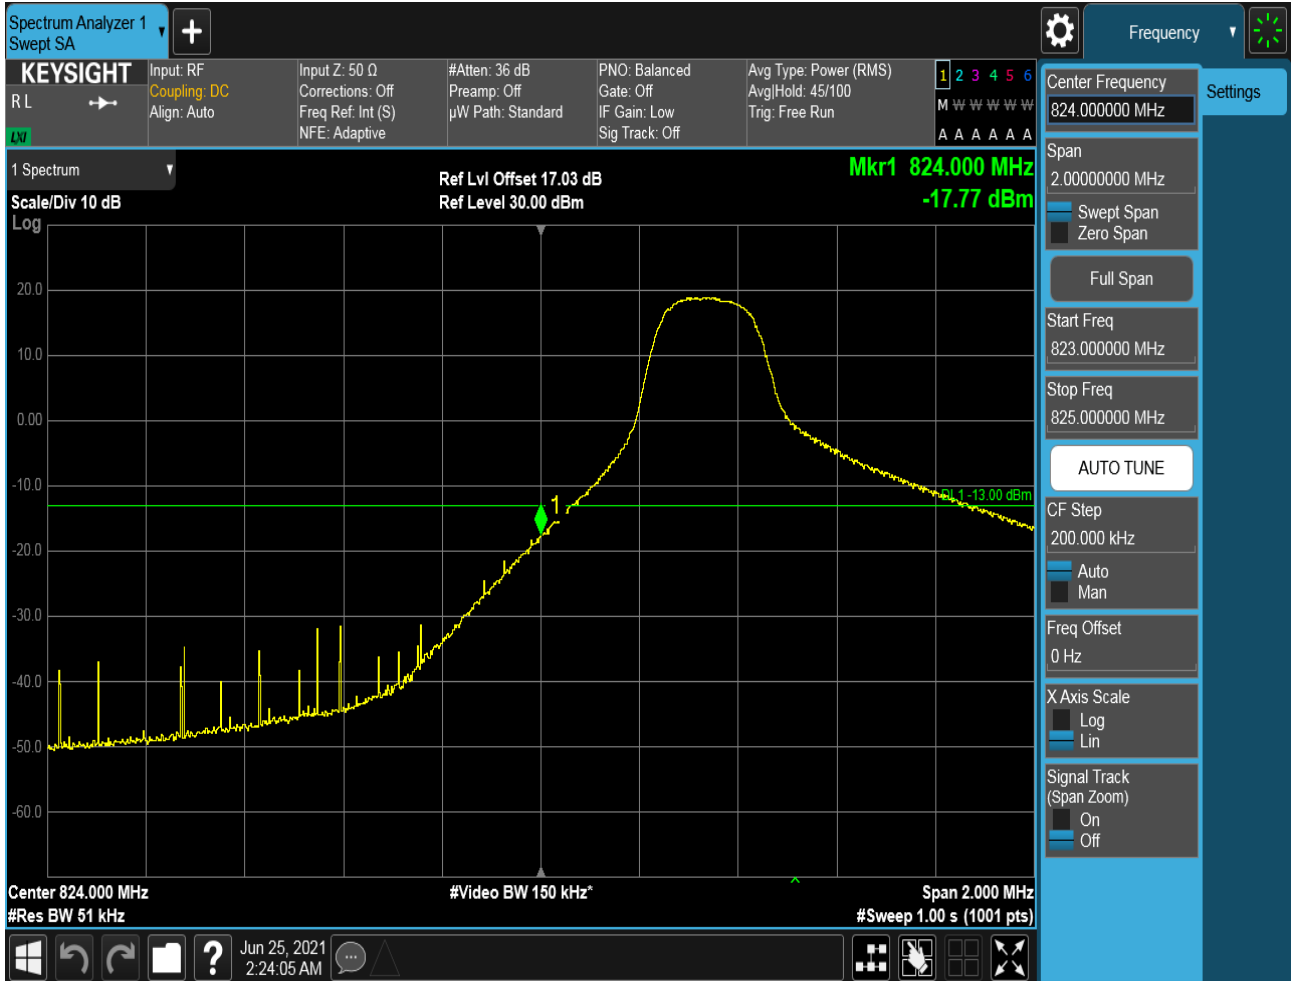 Spectrum Analyzer 1
Swept SA
Frequency
KEYSIGHT
R L
LXI
Input: RF
Coupling: DC
Align: Auto
Input Z: 50 Ω
Corrections: Off
Freq Ref: Int (S)
NFE: Adaptive
#Atten: 36 dB
Preamp: Off
µW Path: Standard
PNO: Balanced
Gate: Off
IF Gain: Low
Sig Track: Off
Avg Type: Power (RMS)
Avg|Hold: 45/100
Trig: Free Run
1 2 3 4 5 6
M W W W W W
A A A A A A
1 Spectrum
Scale/Div 10 dB
Log
Ref Lvl Offset 17.03 dB
Ref Level 30.00 dBm
Mkr1 824.000 MHz
-17.77 dBm
20.0
10.0
0.00
-10.0
-20.0
-30.0
-40.0
-50.0
-60.0
1
DL1 -13.00 dBm
Center 824.000 MHz
#Res BW 51 kHz
#Video BW 150 kHz*
Span 2.000 MHz
#Sweep 1.00 s (1001 pts)
Center Frequency
824.000000 MHz
Settings
Span
2.00000000 MHz
Swept Span
Zero Span
Full Span
Start Freq
823.000000 MHz
Stop Freq
825.000000 MHz
AUTO TUNE
CF Step
200.000 kHz
Auto
Man
Freq Offset
0 Hz
X Axis Scale
Log
Lin
Signal Track
(Span Zoom)
On
Off
?
Jun 25, 2021
2:24:05 AM